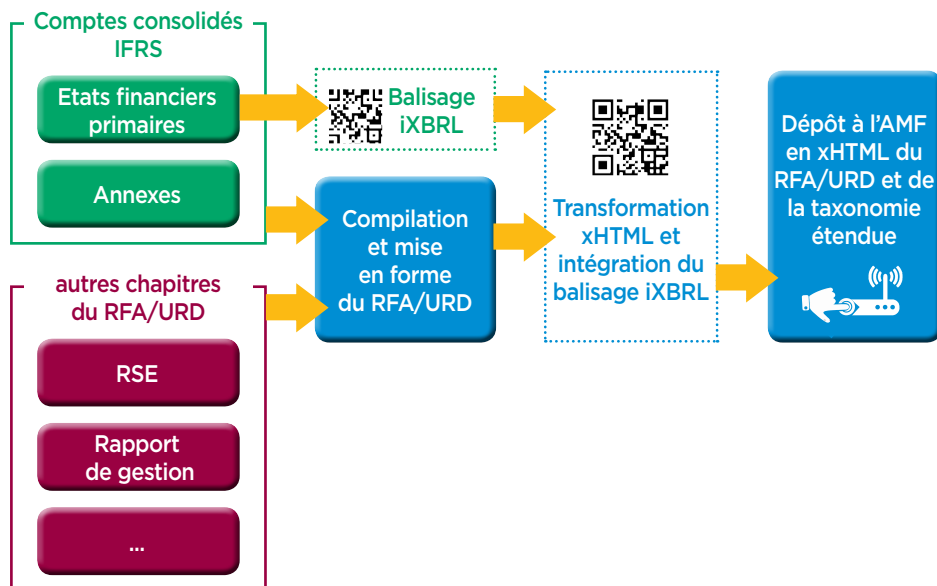 Comptes consolidés
IFRS
Etats financiers
primaires
Annexes
autres chapitres
du RFA/URD
RSE
Rapport
de gestion
...
Balisage
iXBRL
Compilation
et mise
en forme
du RFA/URD
Transformation
xHTML et
intégration du
balisage iXBRL
Dépôt à l'AMF
en xHTML du
RFA/URD et de
la taxonomie
étendue